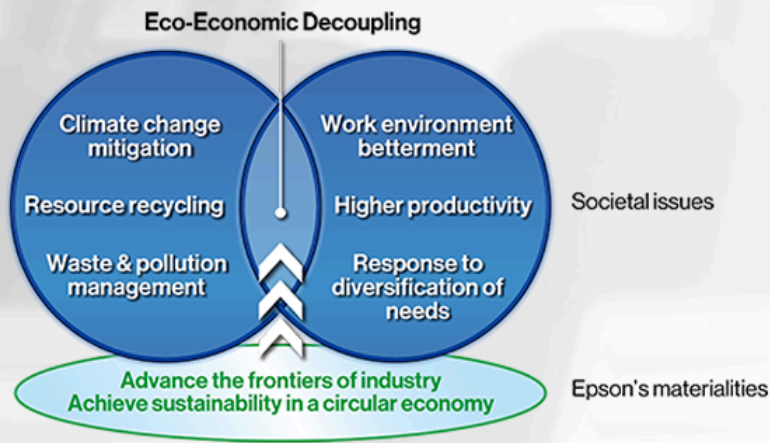 Eco-Economic Decoupling
Climate change
mitigation
Resource recycling
Waste & pollution
management
Work environment
betterment
Higher productivity
Response to
diversification of
needs
Societal issues
Advance the frontiers of industry
Achieve sustainability in a circular economy
Epson's materialities